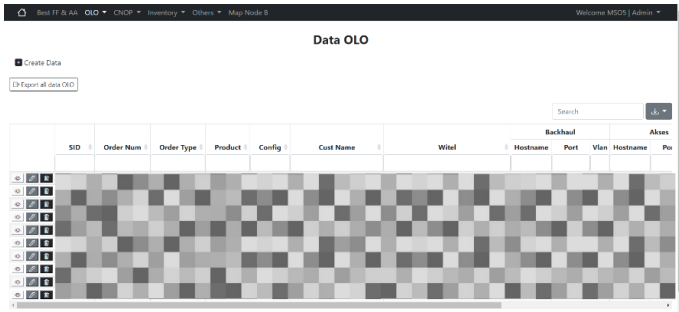 Best FF & AA OLO CNOP Inventory Others Map Node B Welcome MSO5 | Admin
Data OLO
Create Data
Export all data OLO
Search
Backhaul Akses
SID Order Num Order Type Product Config Cust Name Witel Hostname Port Vlan Hostname Por